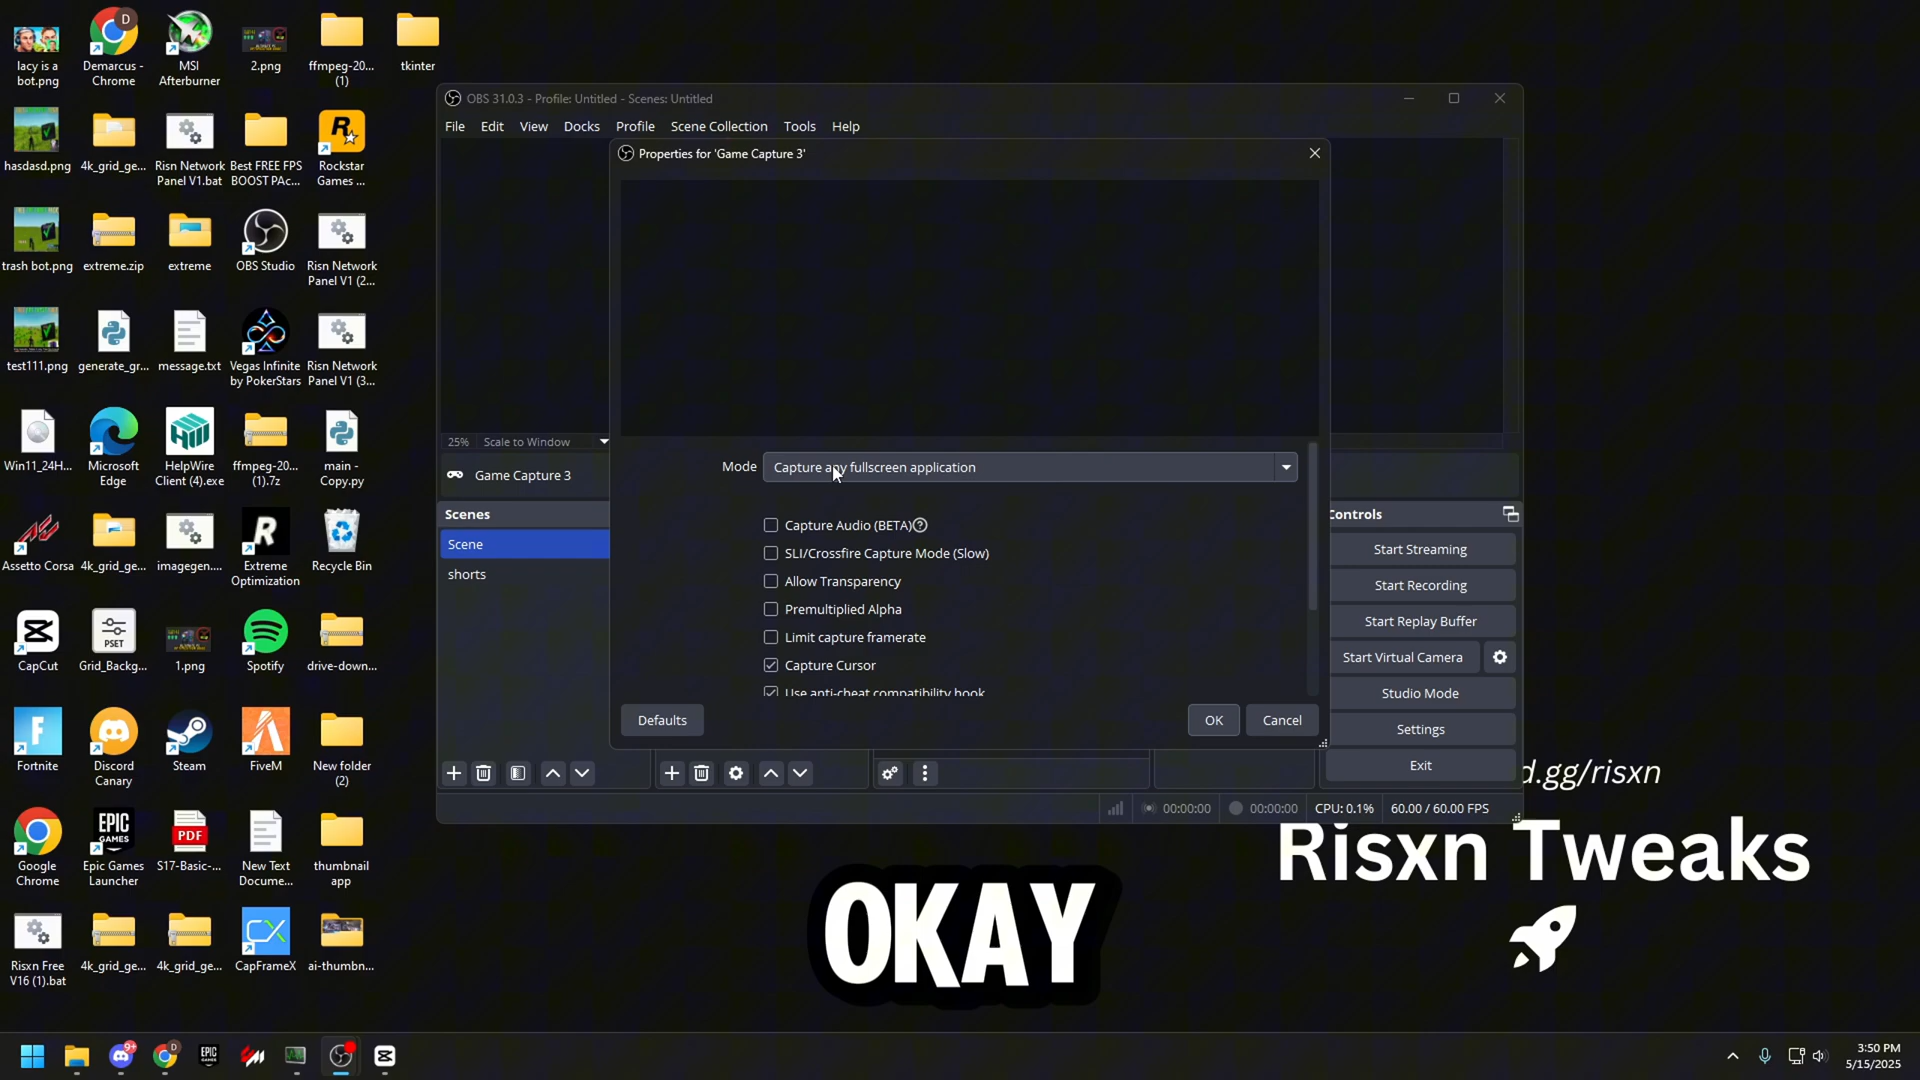 lacy is a
bot.png
Demarcus -
Chrome
D
MSI
Afterburner
2.png
ffmpeg-20...
(1)
tkinter
hasdasd.png
4k_grid_ge...
Risn Network
Panel V1.bat
Best FREE FPS
BOOST PAc...
Rockstar
Games ...
trash bot.png
extreme.zip
extreme
OBS Studio
Risn Network
Panel V1 (2...
test111.png
generate_gr...
message.txt
Vegas Infinite
by PokerStars
Risn Network
Panel V1 (3...
Win11_24H...
Microsoft
Edge
HelpWire
Client (4).exe
ffmpeg-20...
(1).7z
main -
Copy.py
Assetto Corsa
4k_grid_ge...
imagegen....
Extreme
Optimization
Recycle Bin
CapCut
PSET
Grid_Backg...
1.png
Spotify
drive-down...
Fortnite
Discord
Canary
Steam
FiveM
New folder
(2)
Google
Chrome
EPIC
GAMES
Epic Games
Launcher
PDF
S17-Basic-...
New Text
Docume...
thumbnail
app
Risxn Free
V16 (1).bat
4k_grid_ge...
4k_grid_ge...
CapFrameX
ai-thumbn...
OBS 31.0.3 - Profile: Untitled - Scenes: Untitled
File Edit View Docks Profile Scene Collection Tools Help
Properties for 'Game Capture 3'
25% Scale to Window
Game Capture 3
Scenes
Scene
shorts
Mode Capture any fullscreen application
Capture Audio (BETA)
SLI/Crossfire Capture Mode (Slow)
Allow Transparency
Premultiplied Alpha
Limit capture framerate
Capture Cursor
Use anti-cheat compatibility hook
Defaults OK Cancel
Controls
Start Streaming
Start Recording
Start Replay Buffer
Start Virtual Camera
Studio Mode
Settings
Exit
00:00:00 00:00:00 CPU: 0.1% 60.00 / 60.00 FPS
d.gg/risxn
Risxn Tweaks
OKAY
9+
D
EPIC
3:50 PM
5/15/2025